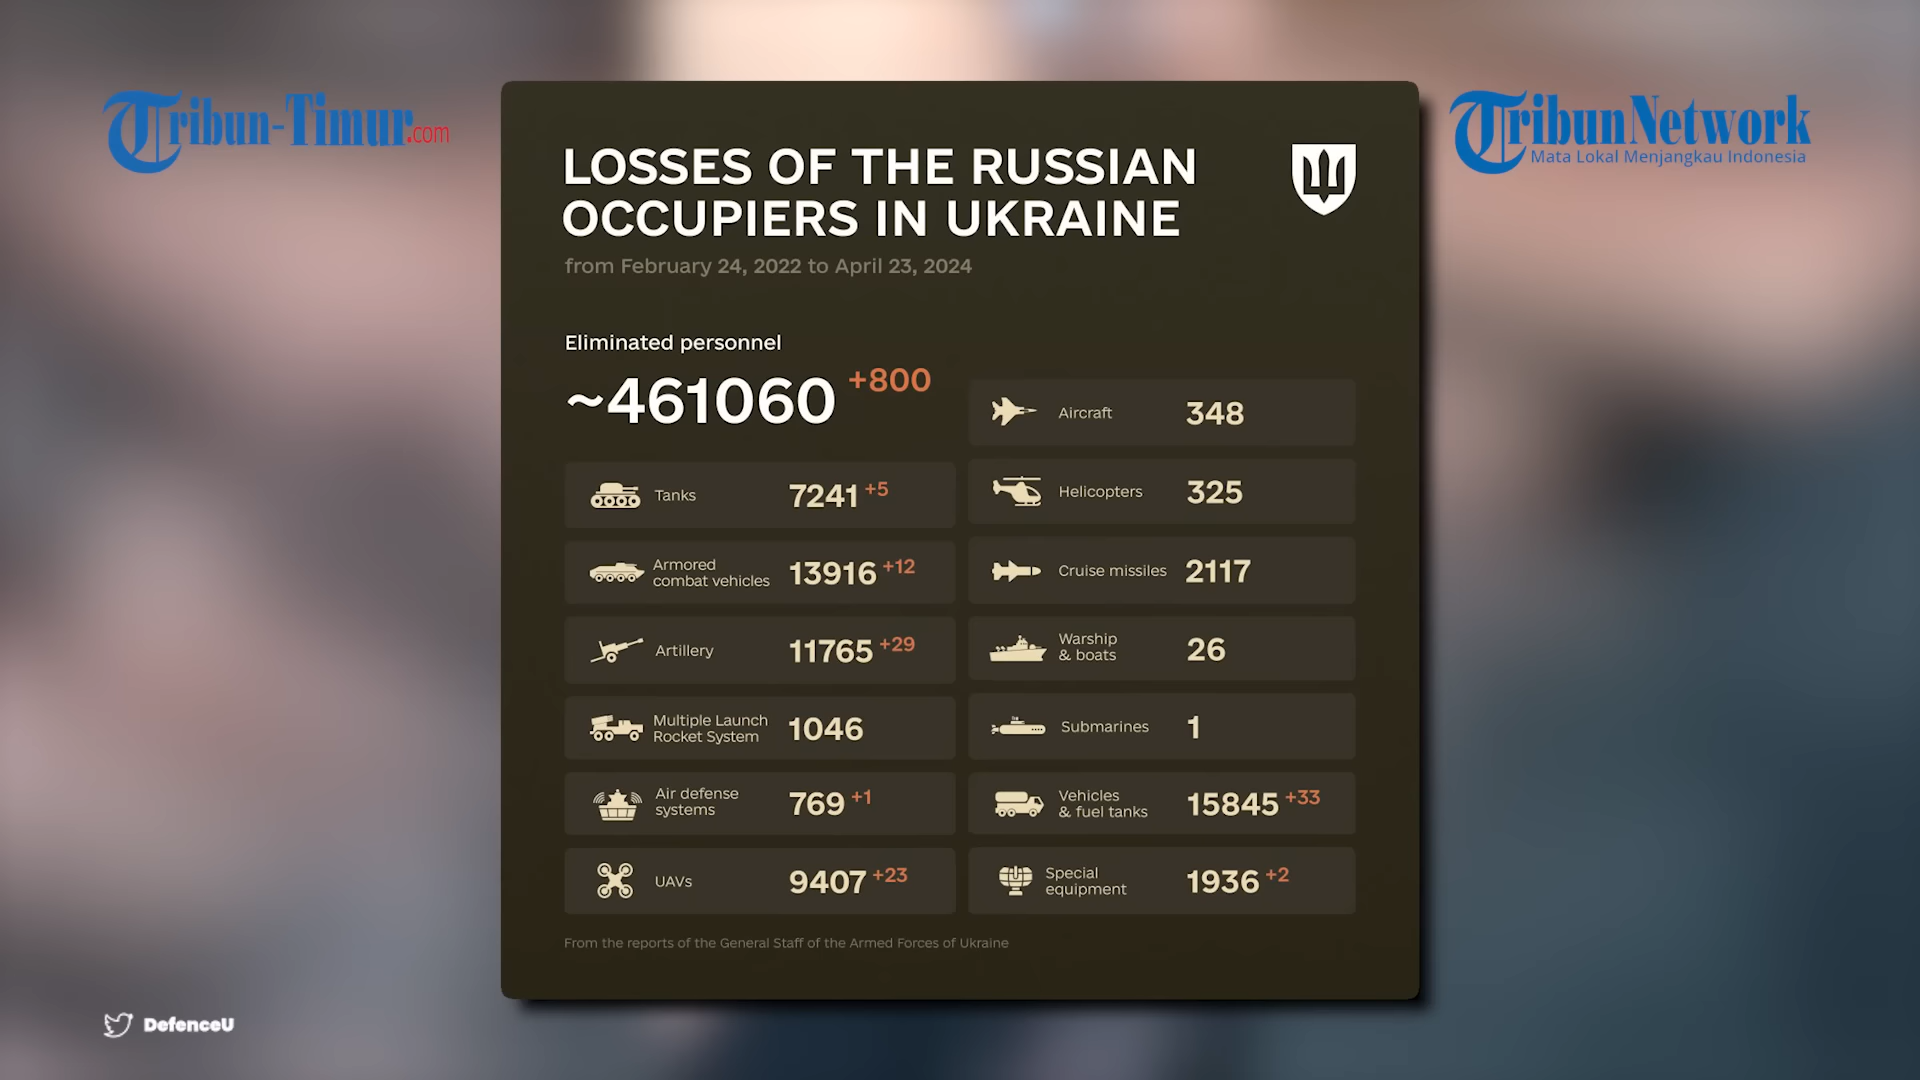 Tribun-Timur.com
TribunNetwork
Mata Lokal Menjangkau Indonesia
LOSSES OF THE RUSSIAN
OCCUPIERS IN UKRAINE
from February 24, 2022 to April 23, 2024
Eliminated personnel
~461060 +800
Tanks 7241 +5
Armored
combat vehicles 13916 +12
Artillery 11765 +29
Multiple Launch
Rocket System 1046
Air defense
systems 769 +1
UAVs 9407 +23
Aircraft 348
Helicopters 325
Cruise missiles 2117
Warship
& boats 26
Submarines 1
Vehicles
& fuel tanks 15845 +33
Special
equipment 1936 +2
From the reports of the General Staff of the Armed Forces of Ukraine
DefenceU